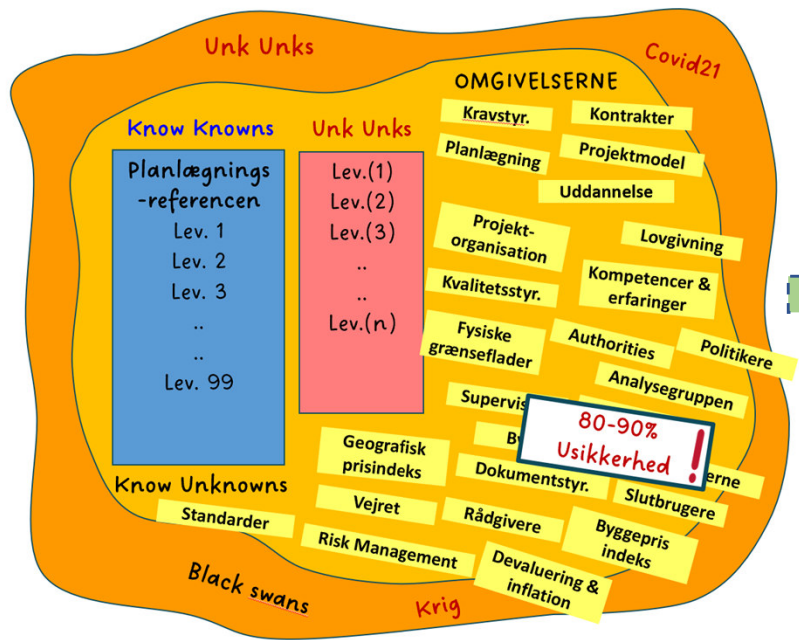 Unk Unks
Covid21
OMGIVELSERNE
Know Knowns
Unk Unks
Planlægnings
-referencen
Lev. 1
Lev. 2
Lev. 3
..
..
Lev. 99
Lev.(1)
Lev.(2)
Lev.(3)
..
..
Lev.(n)
Kravstyr.
Kontrakter
Planlægning
Projektmodel
Uddannelse
Projekt-
organisation
Lovgivning
Kvalitetsstyr.
Kompetencer &
erfaringer
Fysiske
grænseflader
Authorities
Politikere
Analysegruppen
80-90%
Usikkerhed
!
Geografisk
prisindeks
Dokumentstyr.
Slutbrugere
Know Unknowns
Standarder
Vejret
Rådgivere
Byggepris
indeks
Risk Management
Devaluering &
inflation
Black swans
Krig